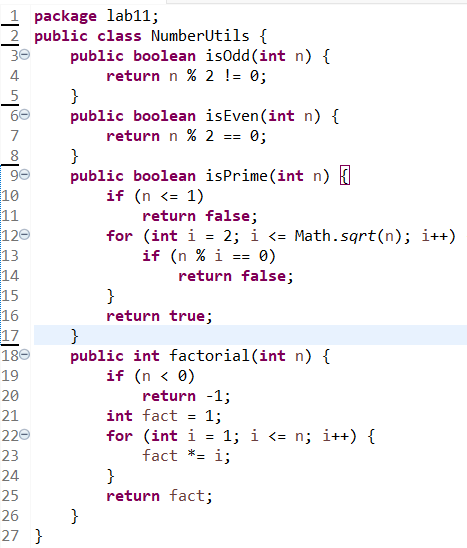 1 package lab11;
2 public class NumberUtils {
3 public boolean isOdd(int n) {
4 return n % 2 != 0;
5 }
6 public boolean isEven(int n) {
7 return n % 2 == 0;
8 }
9 public boolean isPrime(int n) {
10 if (n <= 1)
11 return false;
12 for (int i = 2; i <= Math.sqrt(n); i++)
13 if (n % i == 0)
14 return false;
15 }
16 return true;
17 }
18 public int factorial(int n) {
19 if (n < 0)
20 return -1;
21 int fact = 1;
22 for (int i = 1; i <= n; i++) {
23 fact *= i;
24 }
25 return fact;
26 }
27 }